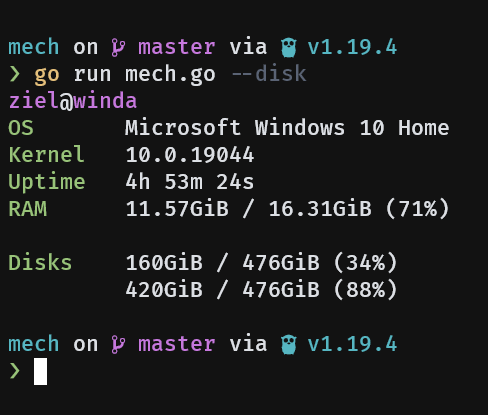 mech on master via v1.19.4
❯ go run mech.go --disk
ziel@winda
OS Microsoft Windows 10 Home
Kernel 10.0.19044
Uptime 4h 53m 24s
RAM 11.57GiB / 16.31GiB (71%)
Disks 160GiB / 476GiB (34%)
420GiB / 476GiB (88%)
mech on master via v1.19.4
❯